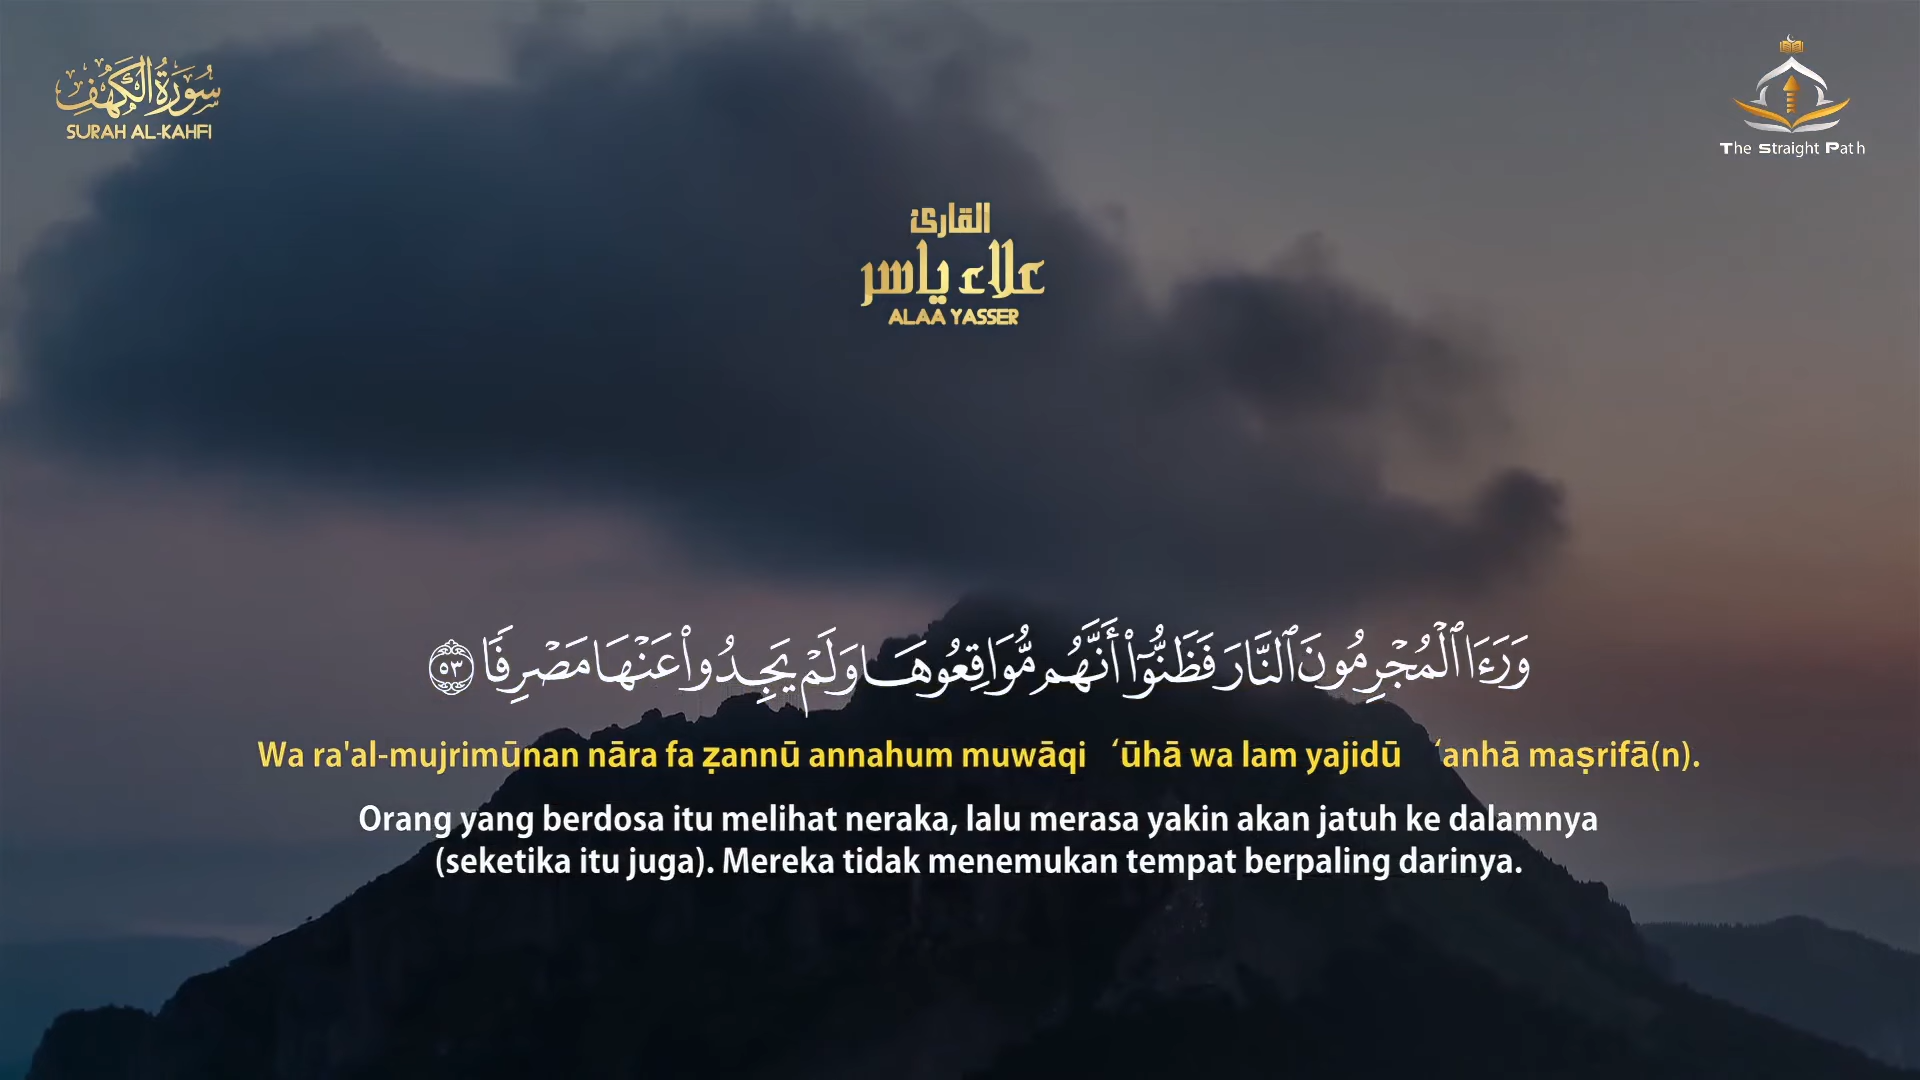 سُورَةُ الْكَهْفِ
SURAH AL-KAHFI
The Straight Path
القارئ
علاء ياسر
ALAA YASSER
وَرَءَا ٱلْمُجْرِمُونَ ٱلنَّارَ فَظَنُّوٓا۟ أَنَّهُم مُّوَاقِعُوهَا وَلَمْ يَجِدُوا۟ عَنْهَا مَصْرِفًا ٥٣
Wa ra'al-mujrimūnan nāra fa ẓannū annahum muwāqi ‘ūhā wa lam yajidū ‘anhā maṣrifā(n).
Orang yang berdosa itu melihat neraka, lalu merasa yakin akan jatuh ke dalamnya
(seketika itu juga). Mereka tidak menemukan tempat berpaling darinya.